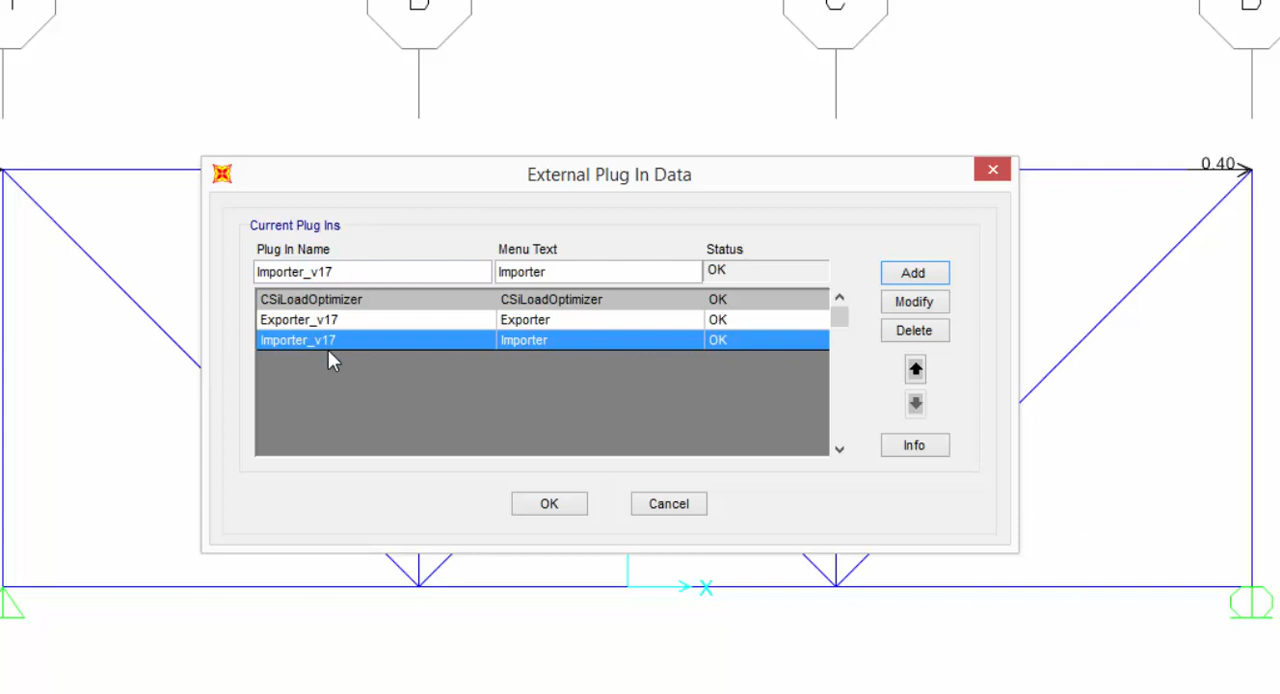 0.40
External Plug In Data
Current Plug Ins
Plug In Name Menu Text Status
Importer_v17 Importer OK
CSiLoadOptimizer CSiLoadOptimizer OK
Exporter_v17 Exporter OK
Importer_v17 Importer OK
Add
Modify
Delete
Info
OK Cancel
X